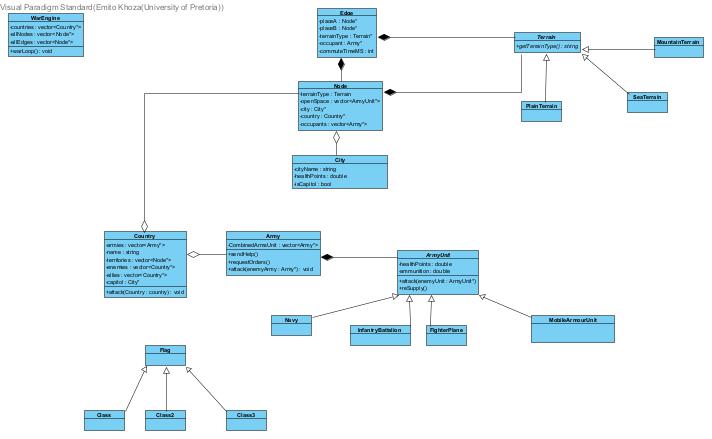 Visual Paradigm Standard(Emito Khoza(University of Pretoria))
WarEngine
-countries : vector<Country*>
-allNodes : vector<Node*>
-allEdges : vector<Node*>
+warLoop() : void
Edge
-placeA : Node*
-placeB : Node*
-terrainType : Terrain*
-occupant : Army*
-commuteTimeMS : int
Terrain
+getTerrainType() : string
MountainTerrain
SeaTerrain
PlainTerrain
Node
-terrainType : Terrain
-openSpace : vector<ArmyUnit*>
-city : City*
-country : Country*
-occupants : vector<Army*>
City
-cityName : string
-healthPoints : double
-isCapitol : bool
Country
-armies : vector<Army*>
-name : string
-territories : vector<Node*>
-enemies : vector<Country*>
-allies : vector<Country*>
-capitol : City*
+attack(Country : country) : void
Army
-CombinedArmsUnit : vector<Army*>
+sendHelp()
+requestOrders()
+attack(enemyArmy : Army*) : void
ArmyUnit
-healthPoints : double
-ammunition : double
+attack(enemyUnit : ArmyUnit*)
+reSupply()
Navy
InfantryBattalion
FighterPlane
MobileArmourUnit
Flag
Class
Class2
Class3